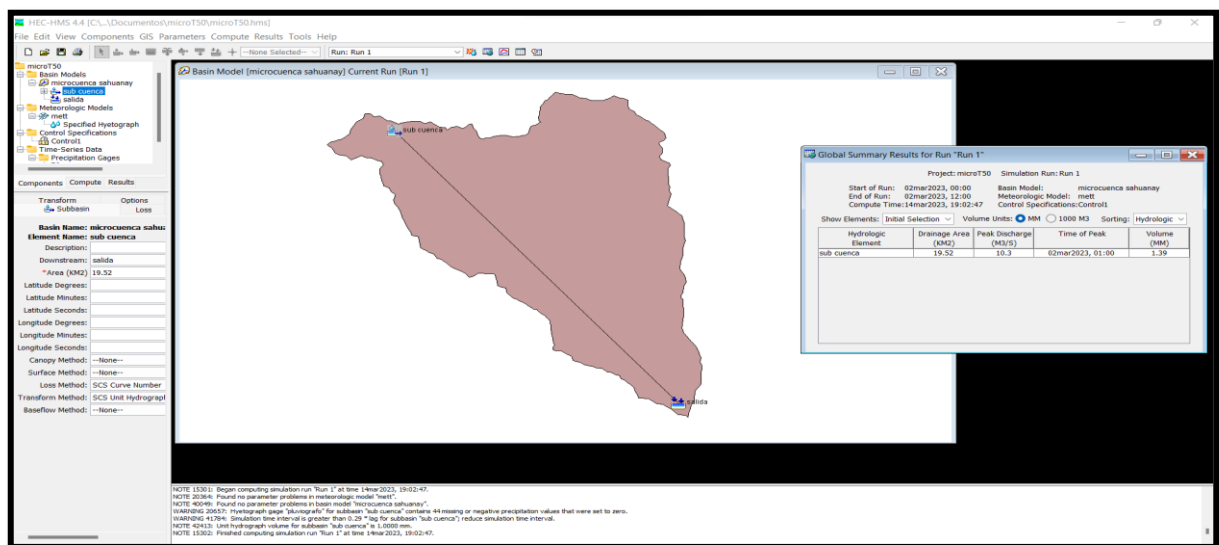 HEC-HMS 4.4 [C:\...\Documentos\microT50\microT50.hms]
File Edit View Components GIS Parameters Compute Results Tools Help
--None Selected-- Run: Run 1
microT50
Basin Models
microcuenca sahuanay
sub cuenca
salida
Meteorologic Models
mett
Specified Hyetograph
Control Specifications
Control1
Time-Series Data
Precipitation Gages
Components Compute Results
Transform Options
Subbasin Loss
Basin Name: microcuenca sahua
Element Name: sub cuenca
Description:
Downstream: salida
*Area (KM2) 19.52
Latitude Degrees:
Latitude Minutes:
Latitude Seconds:
Longitude Degrees:
Longitude Minutes:
Longitude Seconds:
Canopy Method: --None--
Surface Method: --None--
Loss Method: SCS Curve Number
Transform Method: SCS Unit Hydrograph
Baseflow Method: --None--
Basin Model [microcuenca sahuanay] Current Run [Run 1]
sub cuenca
salida
Global Summary Results for Run "Run 1"
Project: microT50 Simulation Run: Run 1
Start of Run: 02mar2023, 00:00 Basin Model: microcuenca sahuanay
End of Run: 02mar2023, 12:00 Meteorologic Model: mett
Compute Time:14mar2023, 19:02:47 Control Specifications:Control1
Show Elements: Initial Selection Volume Units: MM 1000 M3 Sorting: Hydrologic
Hydrologic Element Drainage Area (KM2) Peak Discharge (M3/S) Time of Peak Volume (MM)
sub cuenca 19.52 10.3 02mar2023, 01:00 1.39
NOTE 15301: Began computing simulation run "Run 1" at time 14mar2023, 19:02:47.
NOTE 20364: Found no parameter problems in meteorologic model "mett".
NOTE 40049: Found no parameter problems in basin model "microcuenca sahuanay".
WARNING 20657: Hyetograph gage "pluviografo" for subbasin "sub cuenca" contains 44 missing or negative precipitation values that were set to zero.
WARNING 41784: Simulation time interval is greater than 0.29 * lag for subbasin "sub cuenca"; reduce simulation time interval.
NOTE 42413: Unit hydrograph volume for subbasin "sub cuenca" is 1.0000 mm.
NOTE 15302: Finished computing simulation run "Run 1" at time 14mar2023, 19:02:47.